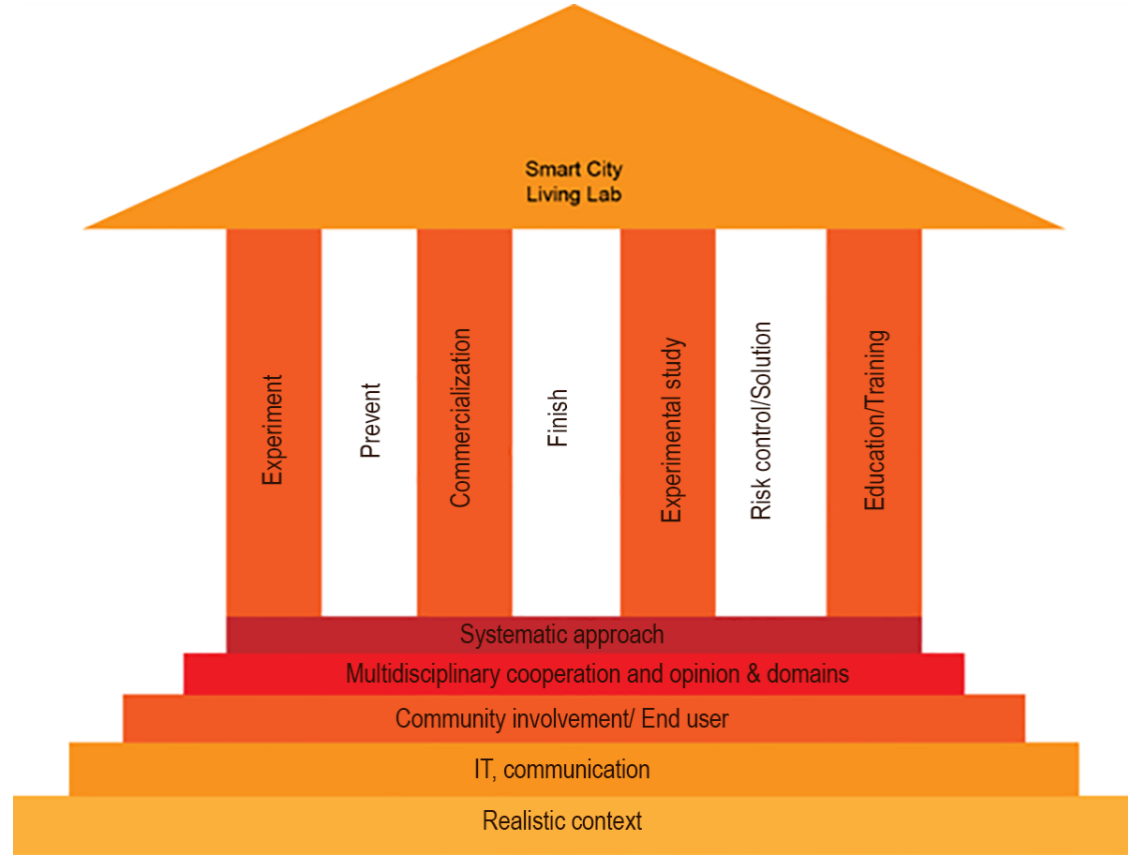 Smart City
Living Lab
Experiment
Prevent
Commercialization
Finish
Experimental study
Risk control/Solution
Education/Training
Systematic approach
Multidisciplinary cooperation and opinion & domains
Community involvement/ End user
IT, communication
Realistic context